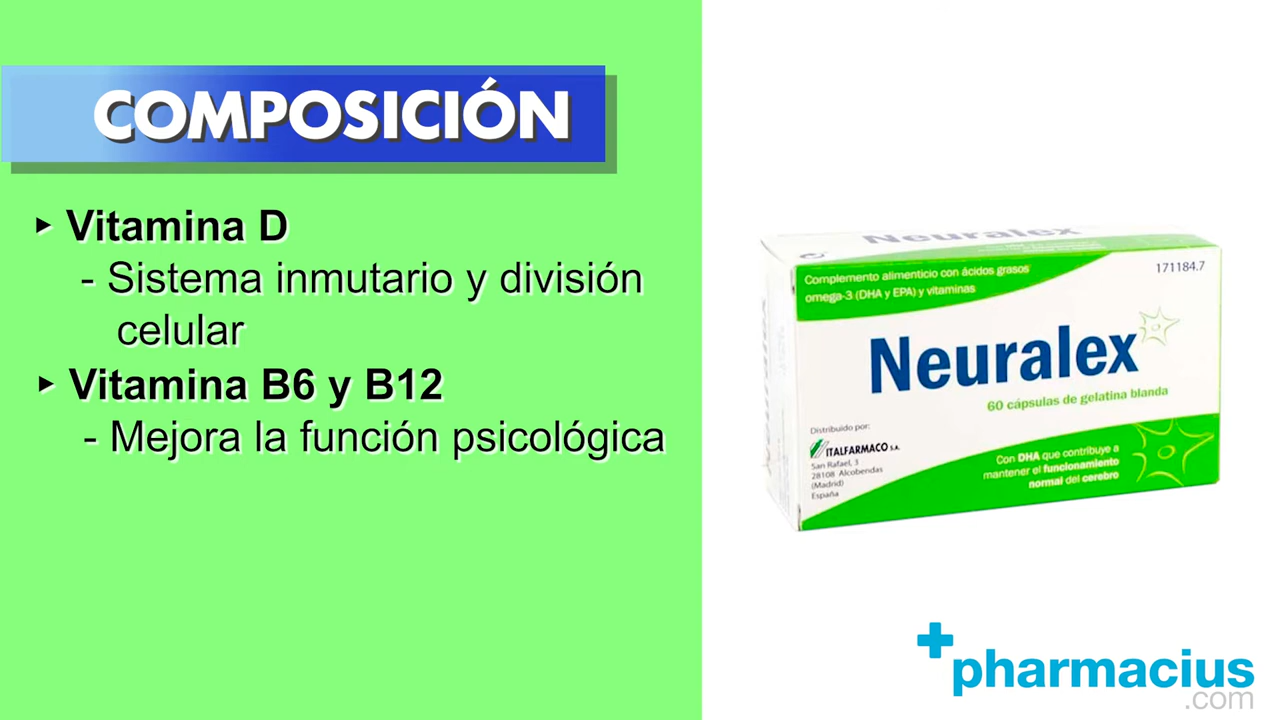 COMPOSICIÓN
▸ Vitamina D
- Sistema inmutario y división
celular
▸ Vitamina B6 y B12
- Mejora la función psicológica
Neuralex
Complemento alimenticio con ácidos grasos
omega-3 (DHA y EPA) y vitaminas
171184.7
Neuralex
60 cápsulas de gelatina blanda
Distribuido por:
ITALFARMACO S.A.
San Rafael, 3
28108 Alcobendas
(Madrid)
España
Con DHA que contribuye a
mantener el funcionamiento
normal del cerebro
pharmacius
.com